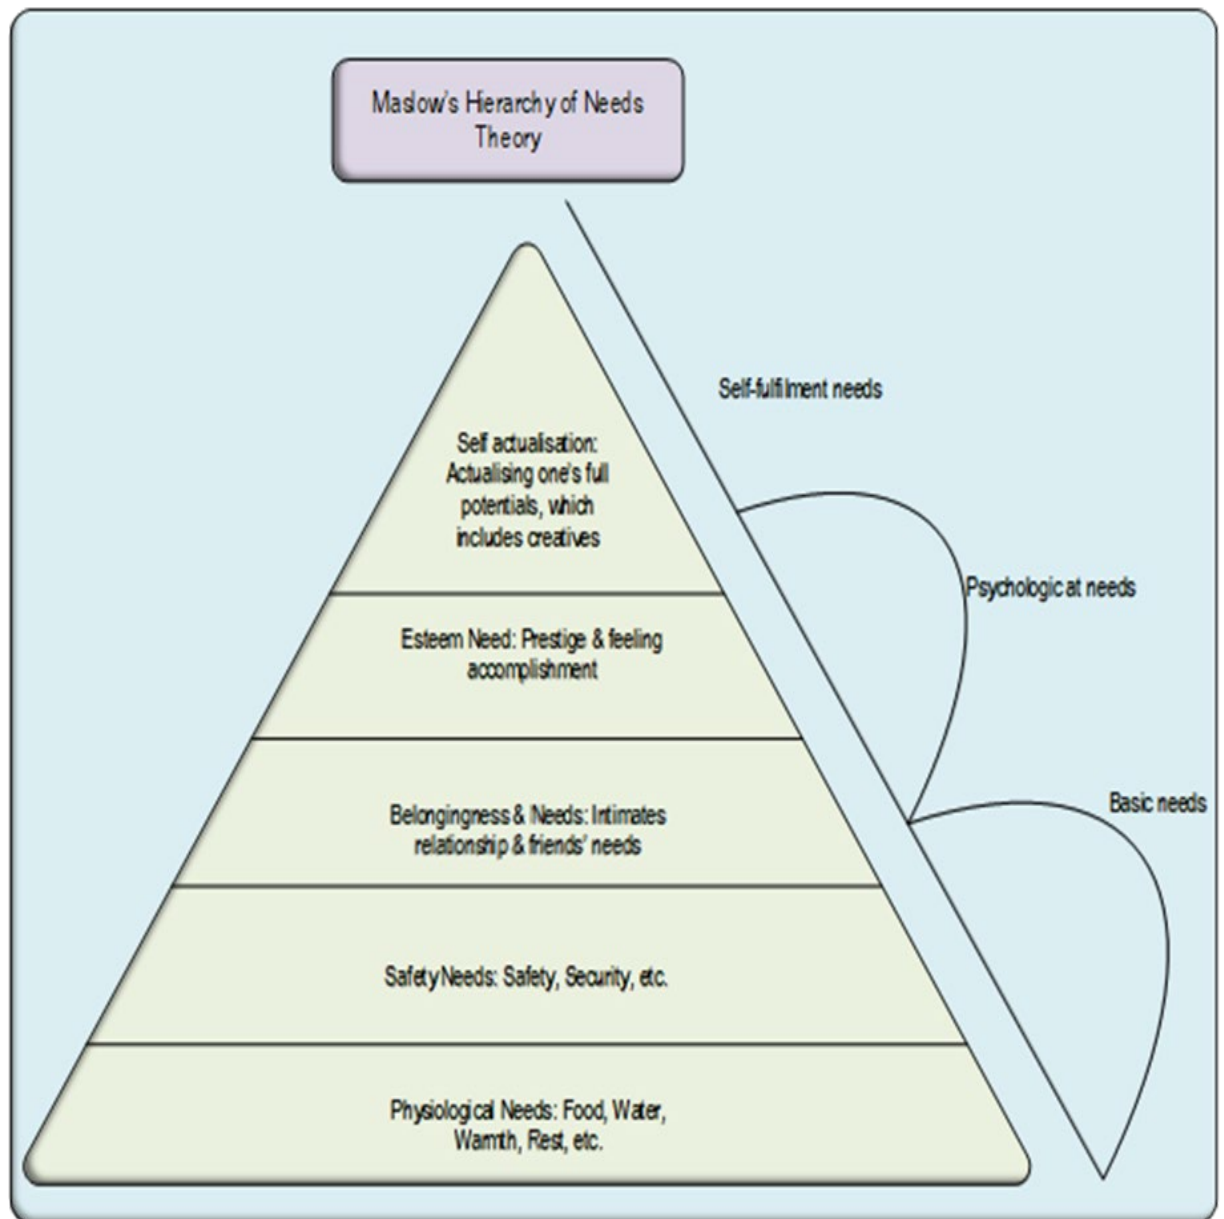 Maslow's Hierarchy of Needs
Theory
Self-fulfilment needs
Self actualisation:
Actualising one's full
potentials, which
includes creatives
Psychologic at needs
Esteem Need: Prestige & feeling
accomplishment
Basic needs
Belongingness & Needs: Intimates
relationship & friends' needs
Safety Needs: Safety, Security, etc.
Physiological Needs: Food, Water,
Warmth, Rest, etc.